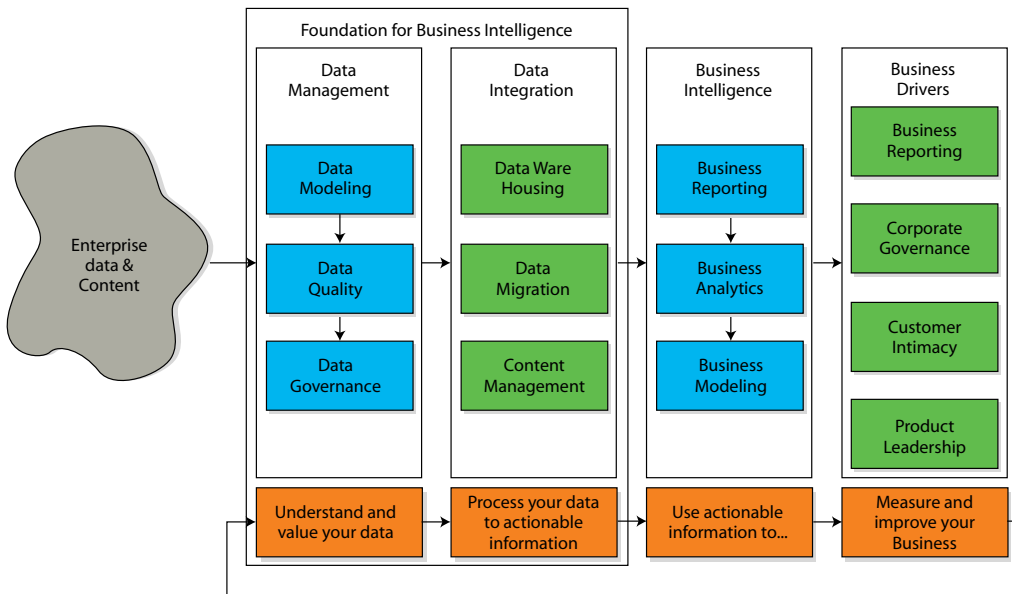 Foundation for Business Intelligence
Data
Management
Data
Integration
Business
Intelligence
Business
Drivers
Enterprise
data &
Content
Data
Modeling
Data
Quality
Data
Governance
Data Ware
Housing
Data
Migration
Content
Management
Business
Reporting
Business
Analytics
Business
Modeling
Business
Reporting
Corporate
Governance
Customer
Intimacy
Product
Leadership
Understand and
value your data
Process your data
to actionable
information
Use actionable
information to...
Measure and
improve your
Business